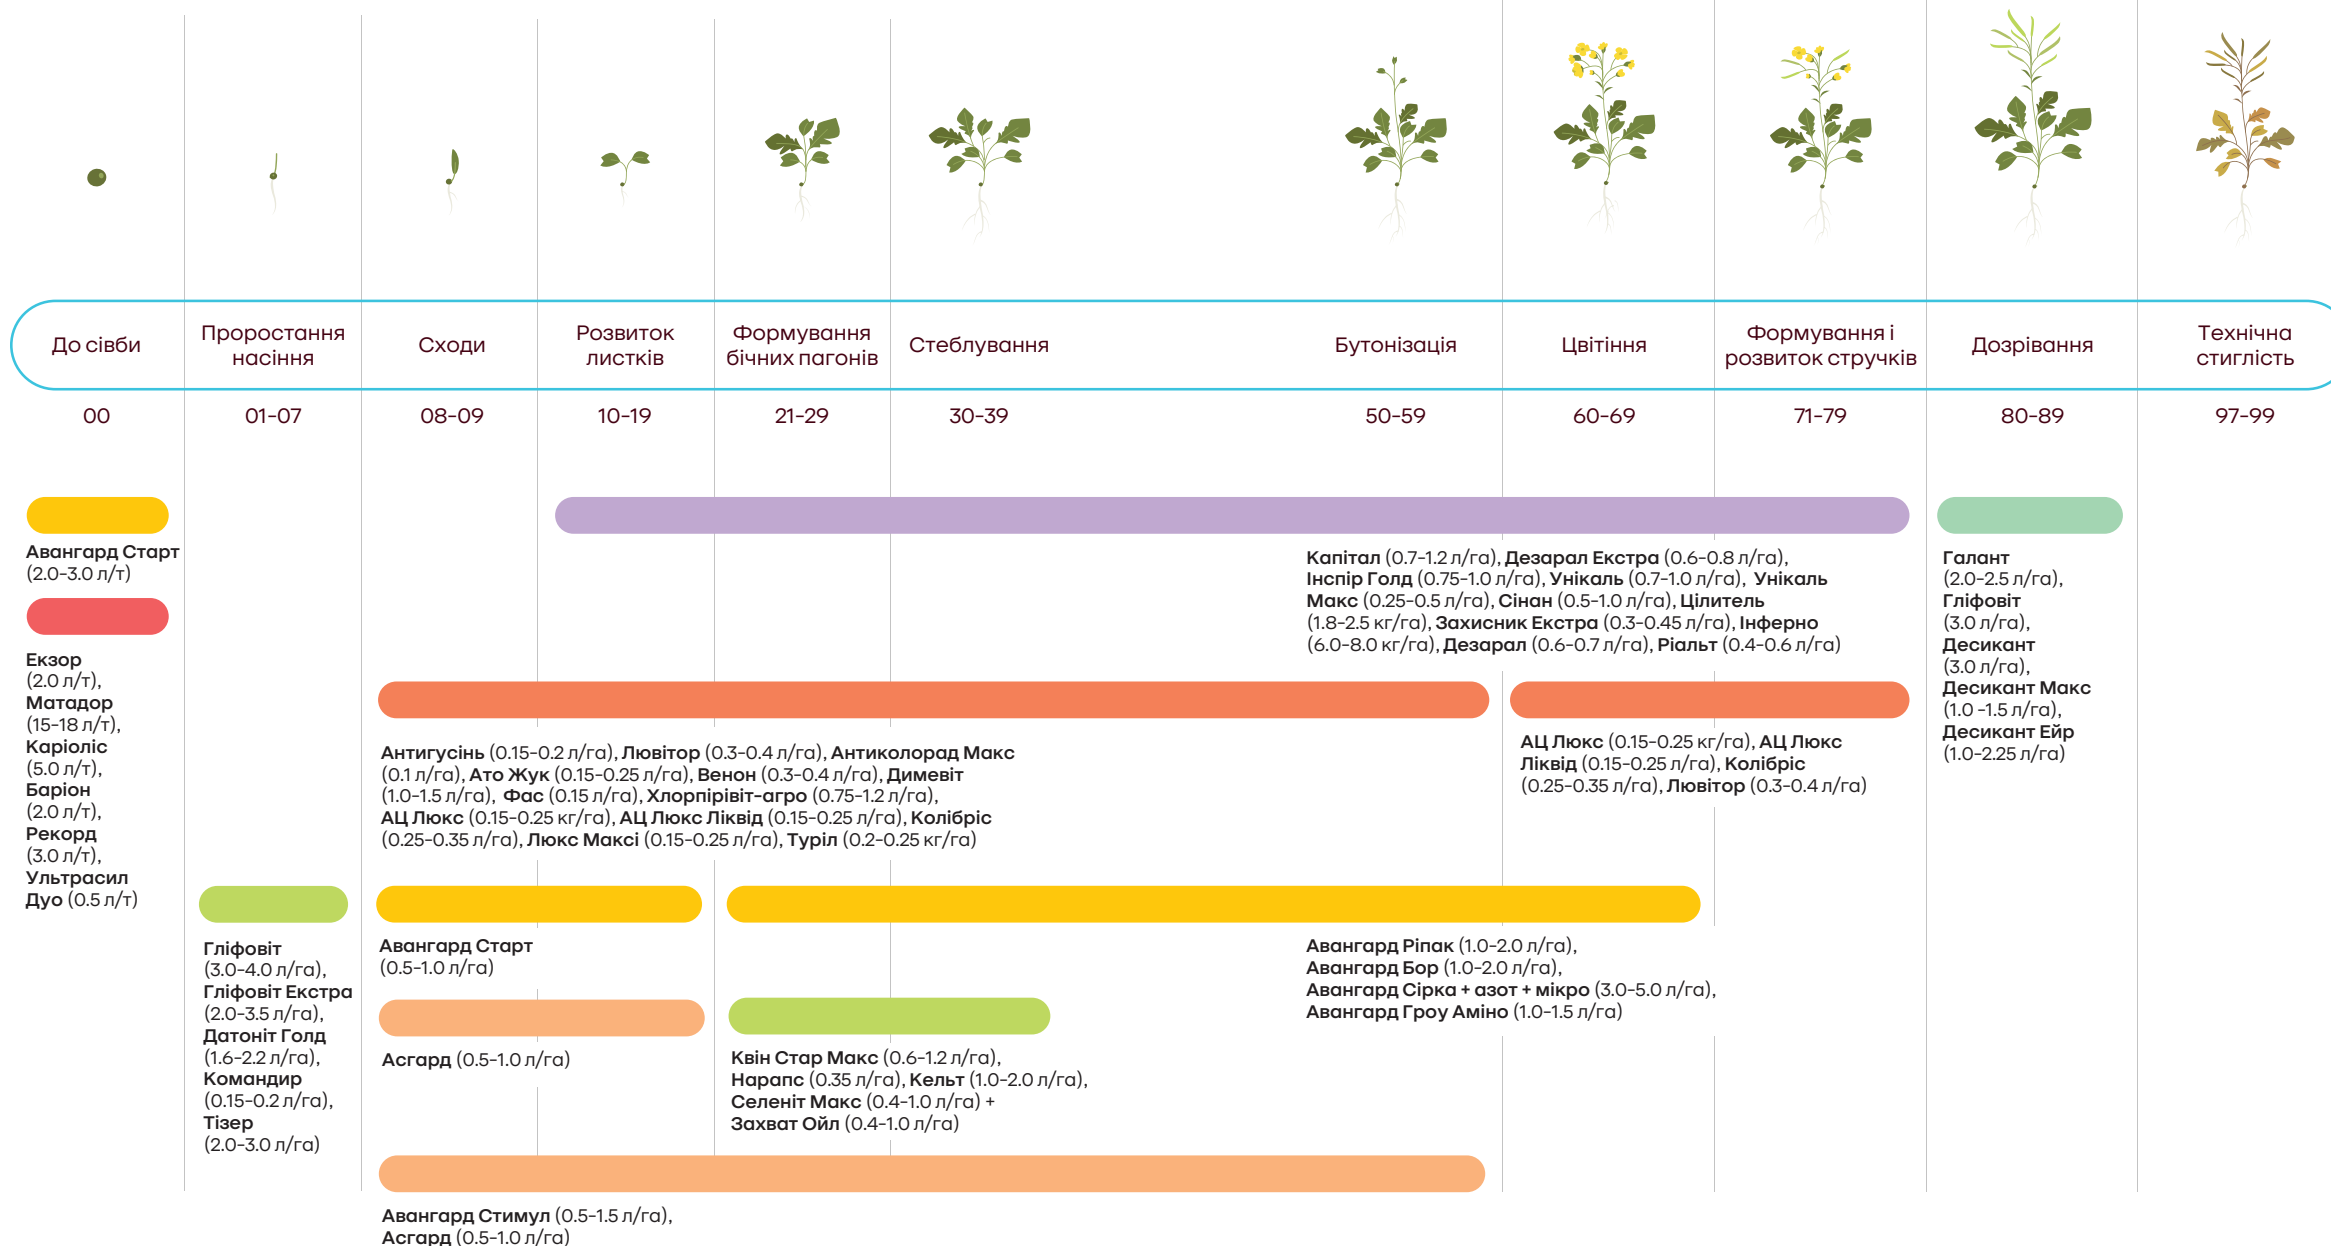 До сівби
Проростання
насіння
Сходи
Розвиток
листків
Формування
бічних пагонів
Стеблування
Бутонізація
Цвітіння
Формування і
розвиток стручків
Дозрівання
Технічна
стиглість
00
01-07
08-09
10-19
21-29
30-39
50-59
60-69
71-79
80-89
97-99
Авангард Старт
(2.0-3.0 л/т)
Екзор
(2.0 л/т),
Матадор
(15-18 л/т),
Каріоліс
(5.0 л/т),
Баріон
(2.0 л/т),
Рекорд
(3.0 л/т),
Ультрасил
Дуо (0.5 л/т)
Гліфовіт
(3.0-4.0 л/га),
Гліфовіт Екстра
(2.0-3.5 л/га),
Датоніт Голд
(1.6-2.2 л/га),
Командир
(0.15-0.2 л/га),
Тізер
(2.0-3.0 л/га)
Капітал (0.7-1.2 л/га), Дезарал Екстра (0.6-0.8 л/га),
Інспір Голд (0.75-1.0 л/га), Унікаль (0.7-1.0 л/га), Унікаль
Макс (0.25-0.5 л/га), Сінан (0.5-1.0 л/га), Цілитель
(1.8-2.5 кг/га), Захисник Екстра (0.3-0.45 л/га), Інферно
(6.0-8.0 кг/га), Дезарал (0.6-0.7 л/га), Ріальт (0.4-0.6 л/га)
Галант
(2.0-2.5 л/га),
Гліфовіт
(3.0 л/га),
Десикант
(3.0 л/га),
Десикант Макс
(1.0 -1.5 л/га),
Десикант Ейр
(1.0-2.25 л/га)
Антигусінь (0.15-0.2 л/га), Лювітор (0.3-0.4 л/га), Антиколорад Макс
(0.1 л/га), Ато Жук (0.15-0.25 л/га), Венон (0.3-0.4 л/га), Димевіт
(1.0-1.5 л/га), Фас (0.15 л/га), Хлорпірівіт-агро (0.75-1.2 л/га),
АЦ Люкс (0.15-0.25 кг/га), АЦ Люкс Ліквід (0.15-0.25 л/га), Колібріс
(0.25-0.35 л/га), Люкс Максі (0.15-0.25 л/га), Туріл (0.2-0.25 кг/га)
АЦ Люкс (0.15-0.25 кг/га), АЦ Люкс
Ліквід (0.15-0.25 л/га), Колібріс
(0.25-0.35 л/га), Лювітор (0.3-0.4 л/га)
Авангард Старт
(0.5-1.0 л/га)
Авангард Ріпак (1.0-2.0 л/га),
Авангард Бор (1.0-2.0 л/га),
Авангард Сірка + азот + мікро (3.0-5.0 л/га),
Авангард Гроу Аміно (1.0-1.5 л/га)
Асгард (0.5-1.0 л/га)
Квін Стар Макс (0.6-1.2 л/га),
Нарапс (0.35 л/га), Кельт (1.0-2.0 л/га),
Селеніт Макс (0.4-1.0 л/га) +
Захват Ойл (0.4-1.0 л/га)
Авангард Стимул (0.5-1.5 л/га),
Асгард (0.5-1.0 л/га)